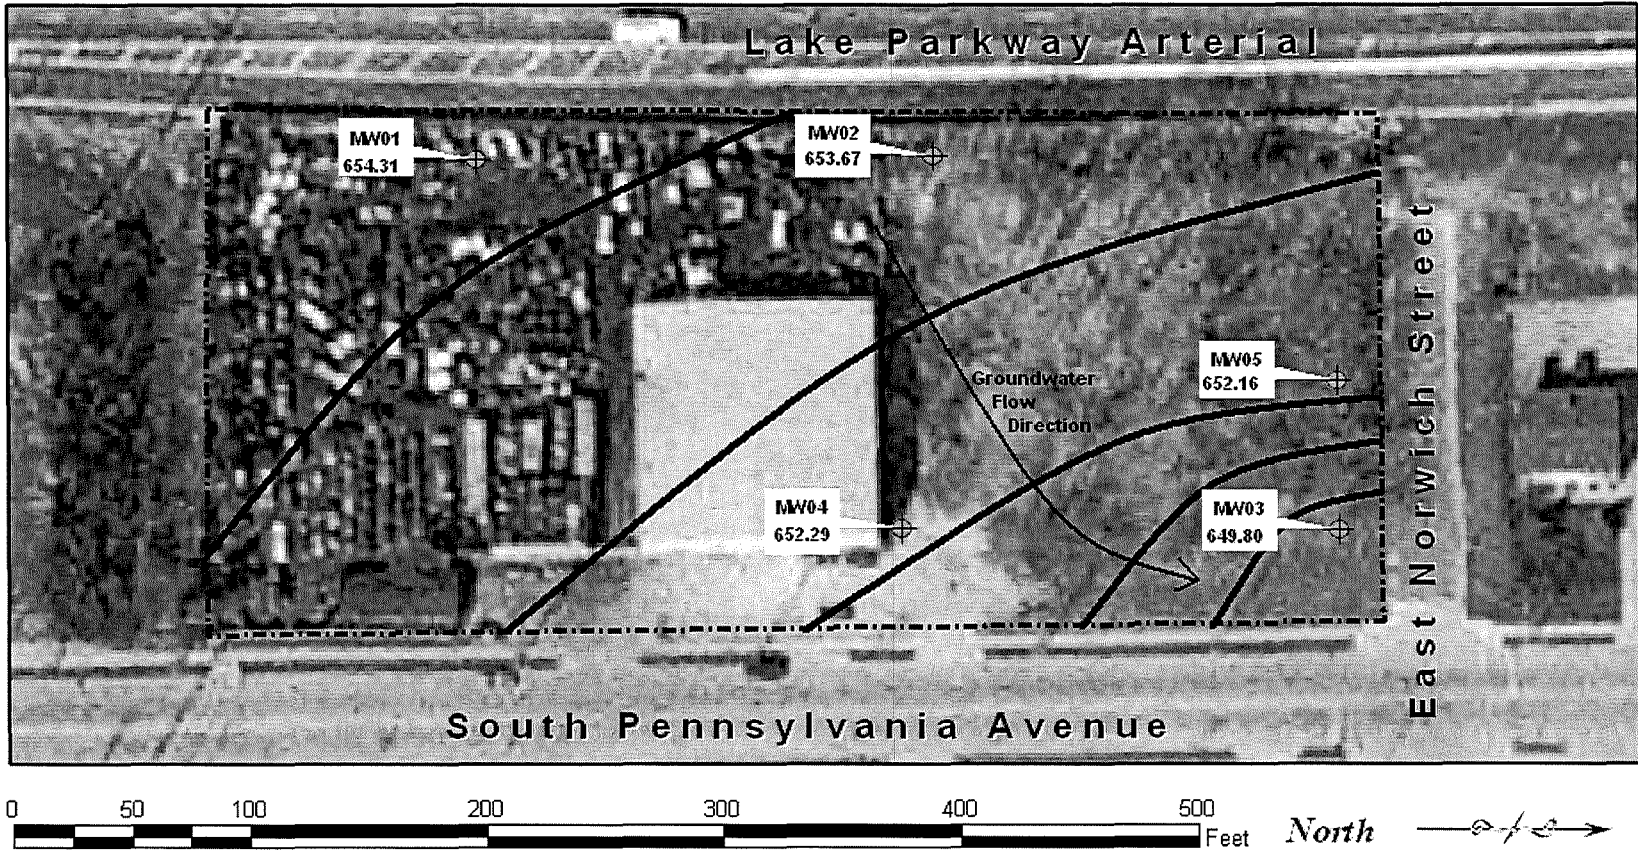 Lake Parkway Arterial
MW01
654.31
MW02
653.67
East Norwich Street
MW05
652.16
Groundwater
Flow
Direction
MW04
652.29
MW03
649.80
South Pennsylvania Avenue
0 50 100 200 300 400 500
Feet
North